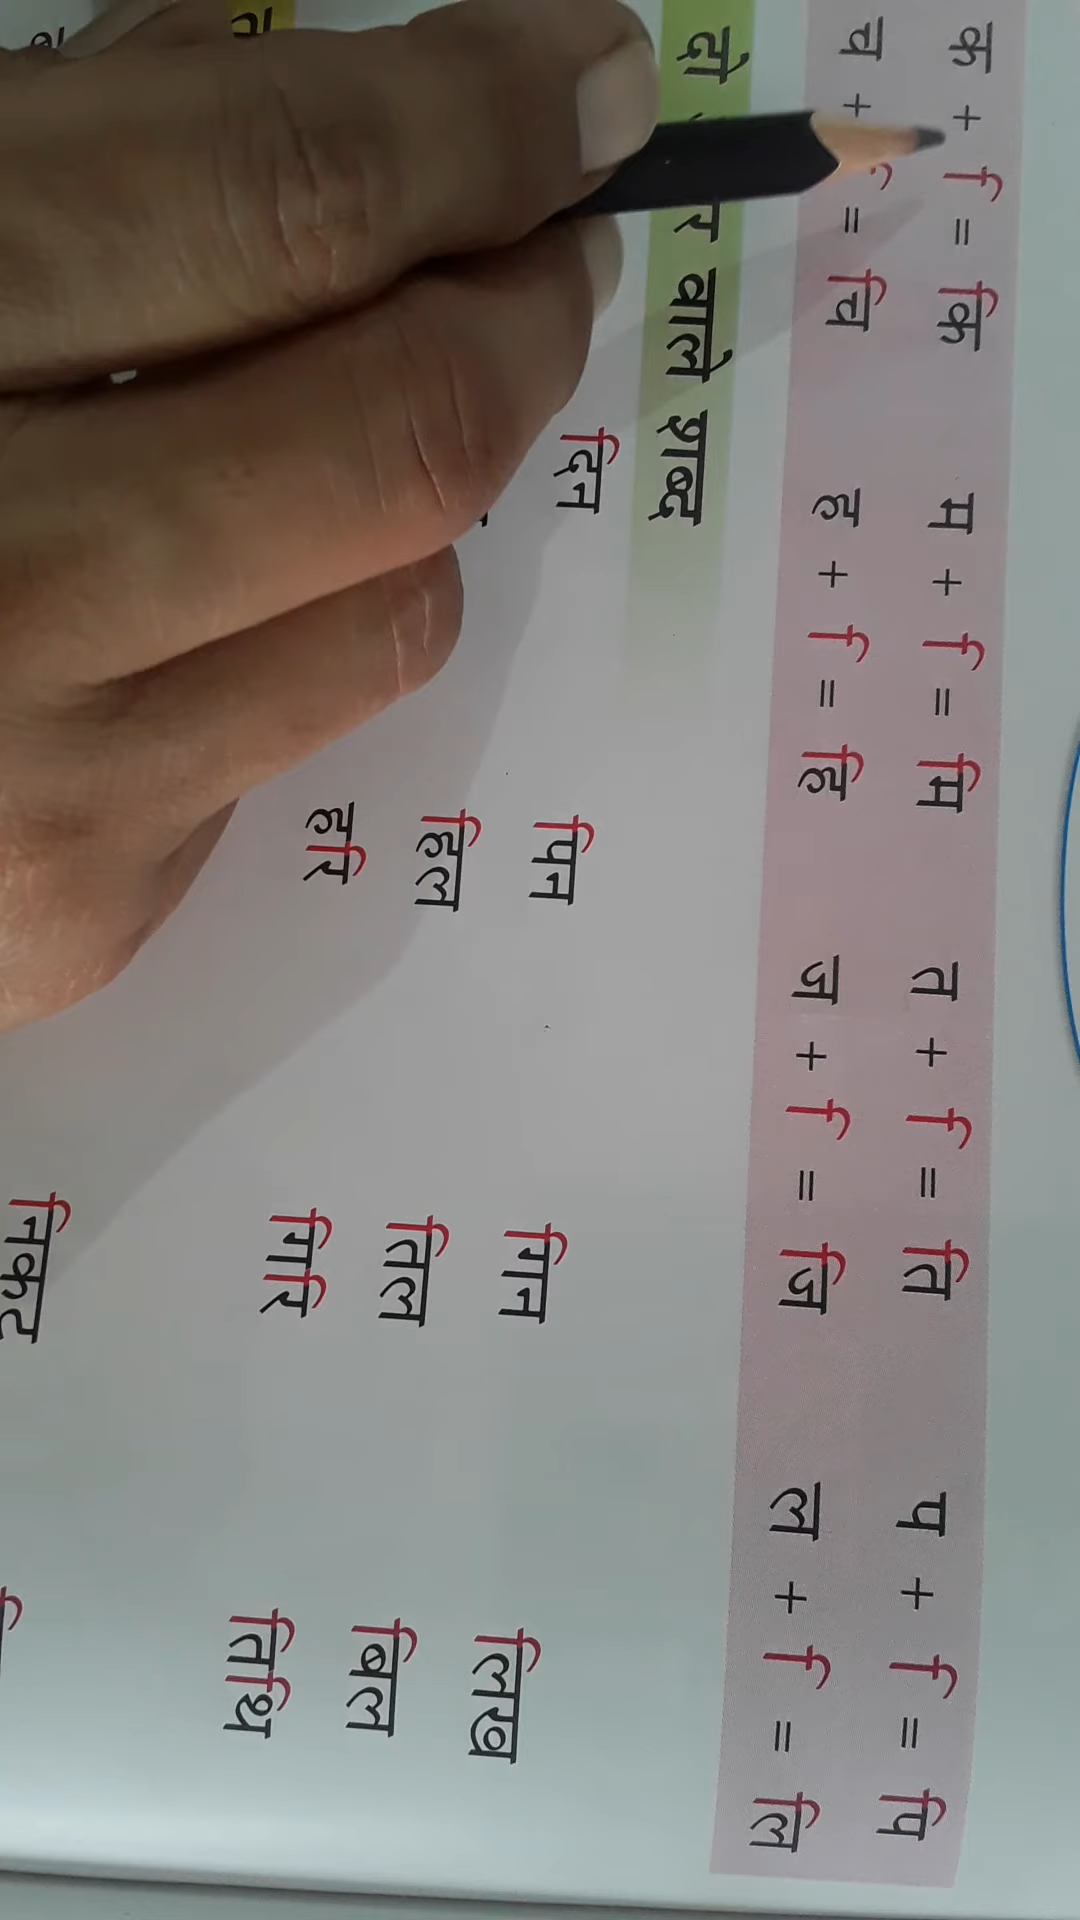 क + ि = कि म + ि = मि त + ि = ति प + ि = पि
च + ि = चि ह + ि = हि ज + ि = जि ल + ि = लि
दो वाले शब्द
दिन पिन गिन लिख
हिल तिल बिल
हरि गिरि तिथि
निकट